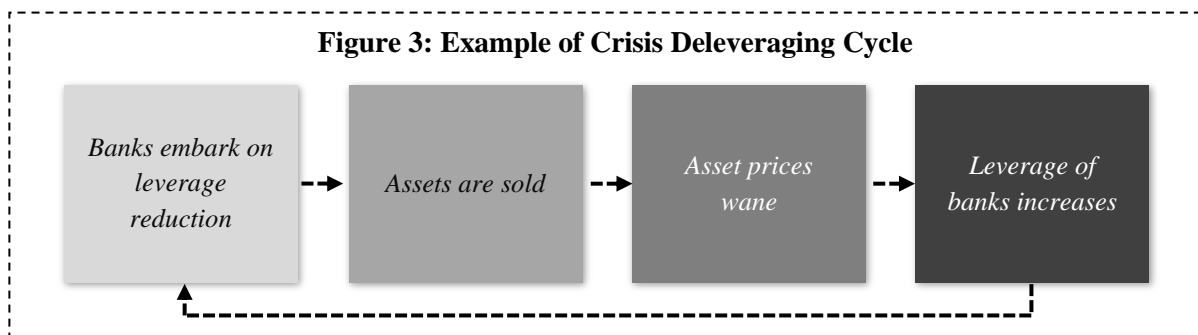 Figure 3: Example of Crisis Deleveraging Cycle
Banks embark on
leverage
reduction
Assets are sold
Asset prices
wane
Leverage of
banks increases